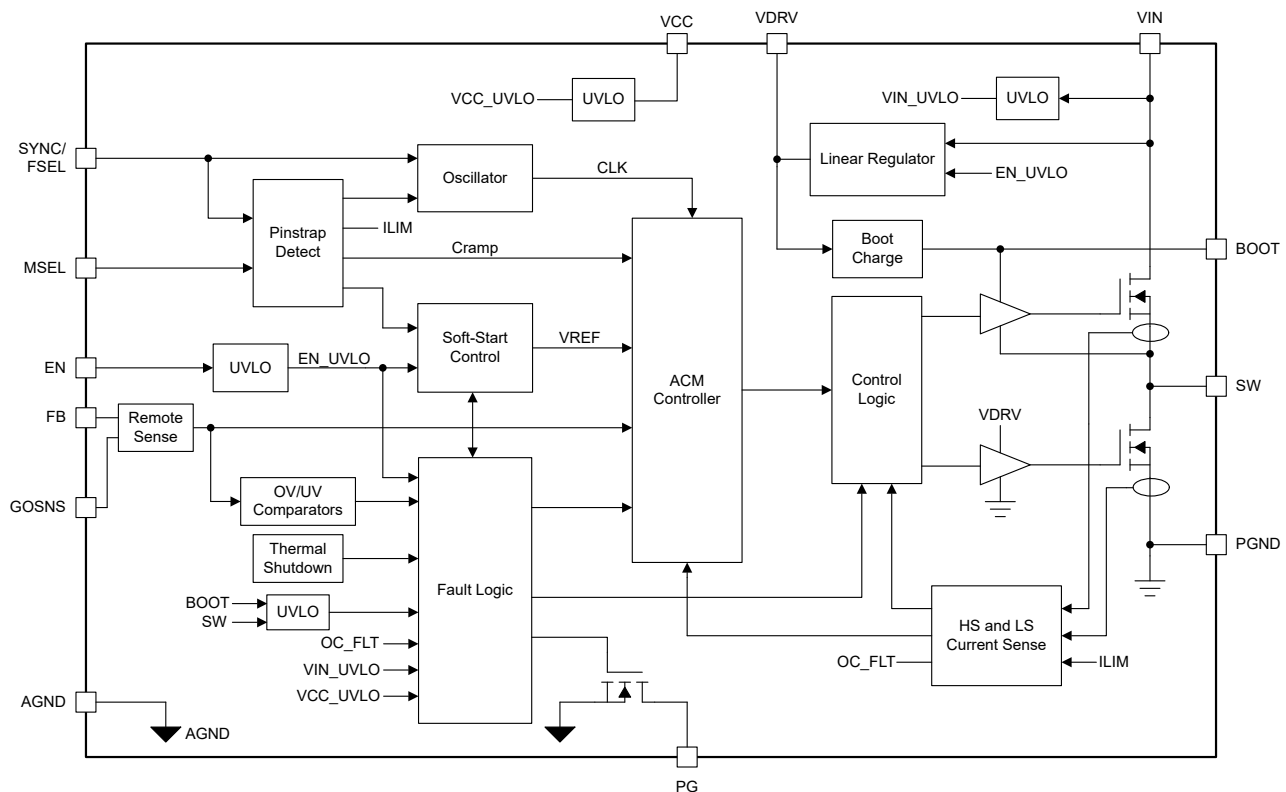 VCC
VDRV
VIN
VCC_UVLO
UVLO
VIN_UVLO
UVLO
SYNC/
FSEL
Oscillator
CLK
Linear Regulator
EN_UVLO
Pinstrap
Detect
ILIM
Cramp
MSEL
Boot
Charge
BOOT
Soft-Start
Control
VREF
EN
UVLO
EN_UVLO
ACM
Controller
Control
Logic
SW
FB
Remote
Sense
VDRV
GOSNS
OV/UV
Comparators
Thermal
Shutdown
Fault Logic
PGND
BOOT
SW
UVLO
HS and LS
Current Sense
OC_FLT
ILIM
OC_FLT
VIN_UVLO
VCC_UVLO
AGND
AGND
PG